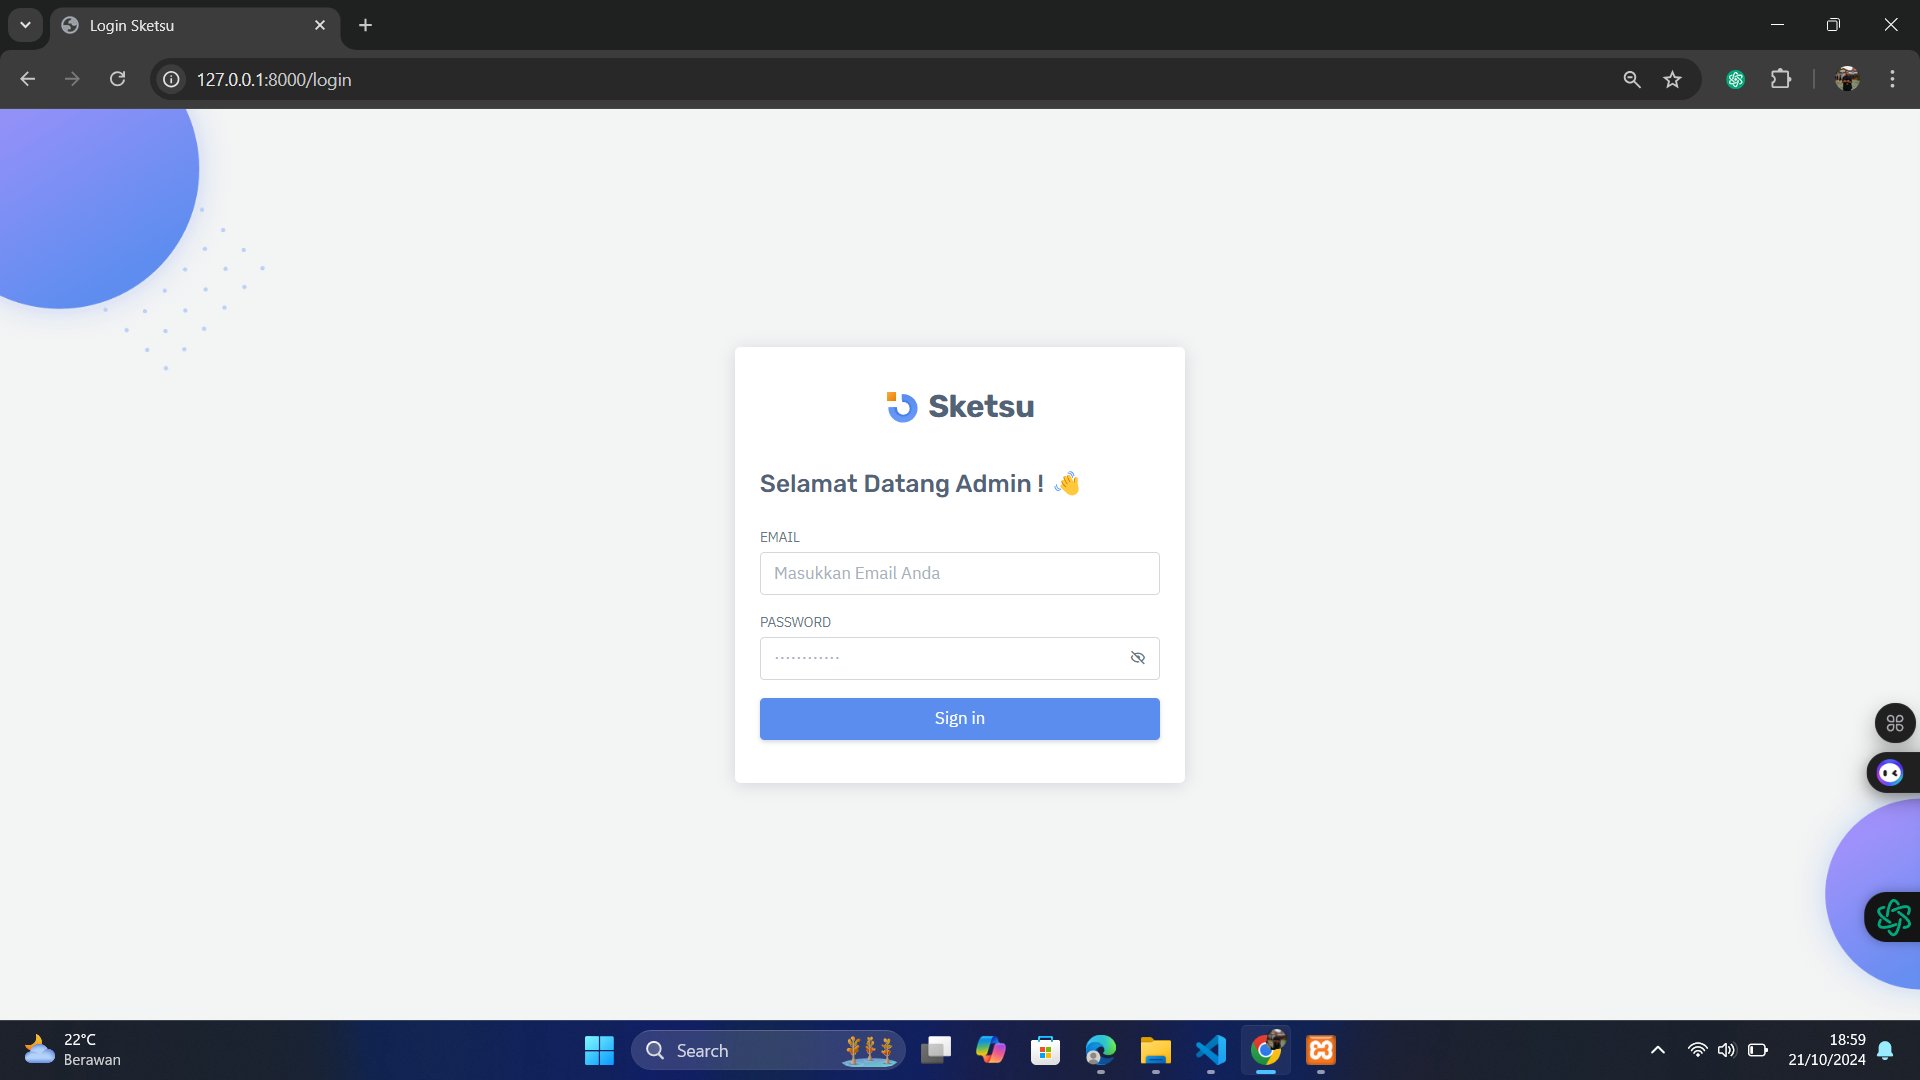 Login Sketsu
127.0.0.1:8000/login
Sketsu
Selamat Datang Admin ! 👋
EMAIL
Masukkan Email Anda
PASSWORD
············
Sign in
22°C
Berawan
Search
18:59
21/10/2024